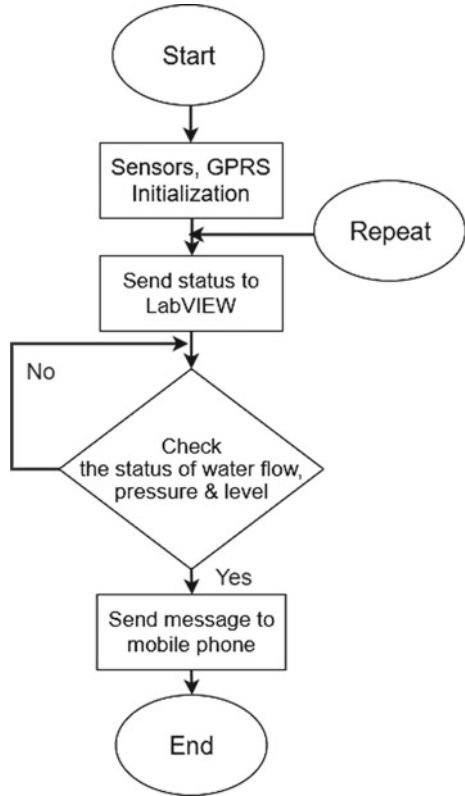 Start
Sensors, GPRS
Initialization
Repeat
Send status to
LabVIEW
No
Check
the status of water flow,
pressure & level
Yes
Send message to
mobile phone
End